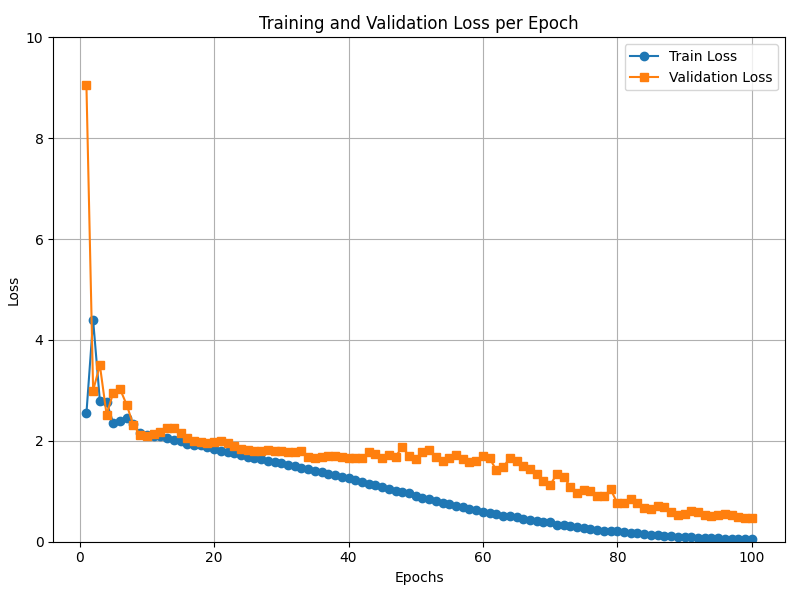 Training and Validation Loss per Epoch
Train Loss
Validation Loss
10
8
6
4
2
0
Loss
0 20 40 60 80 100
Epochs